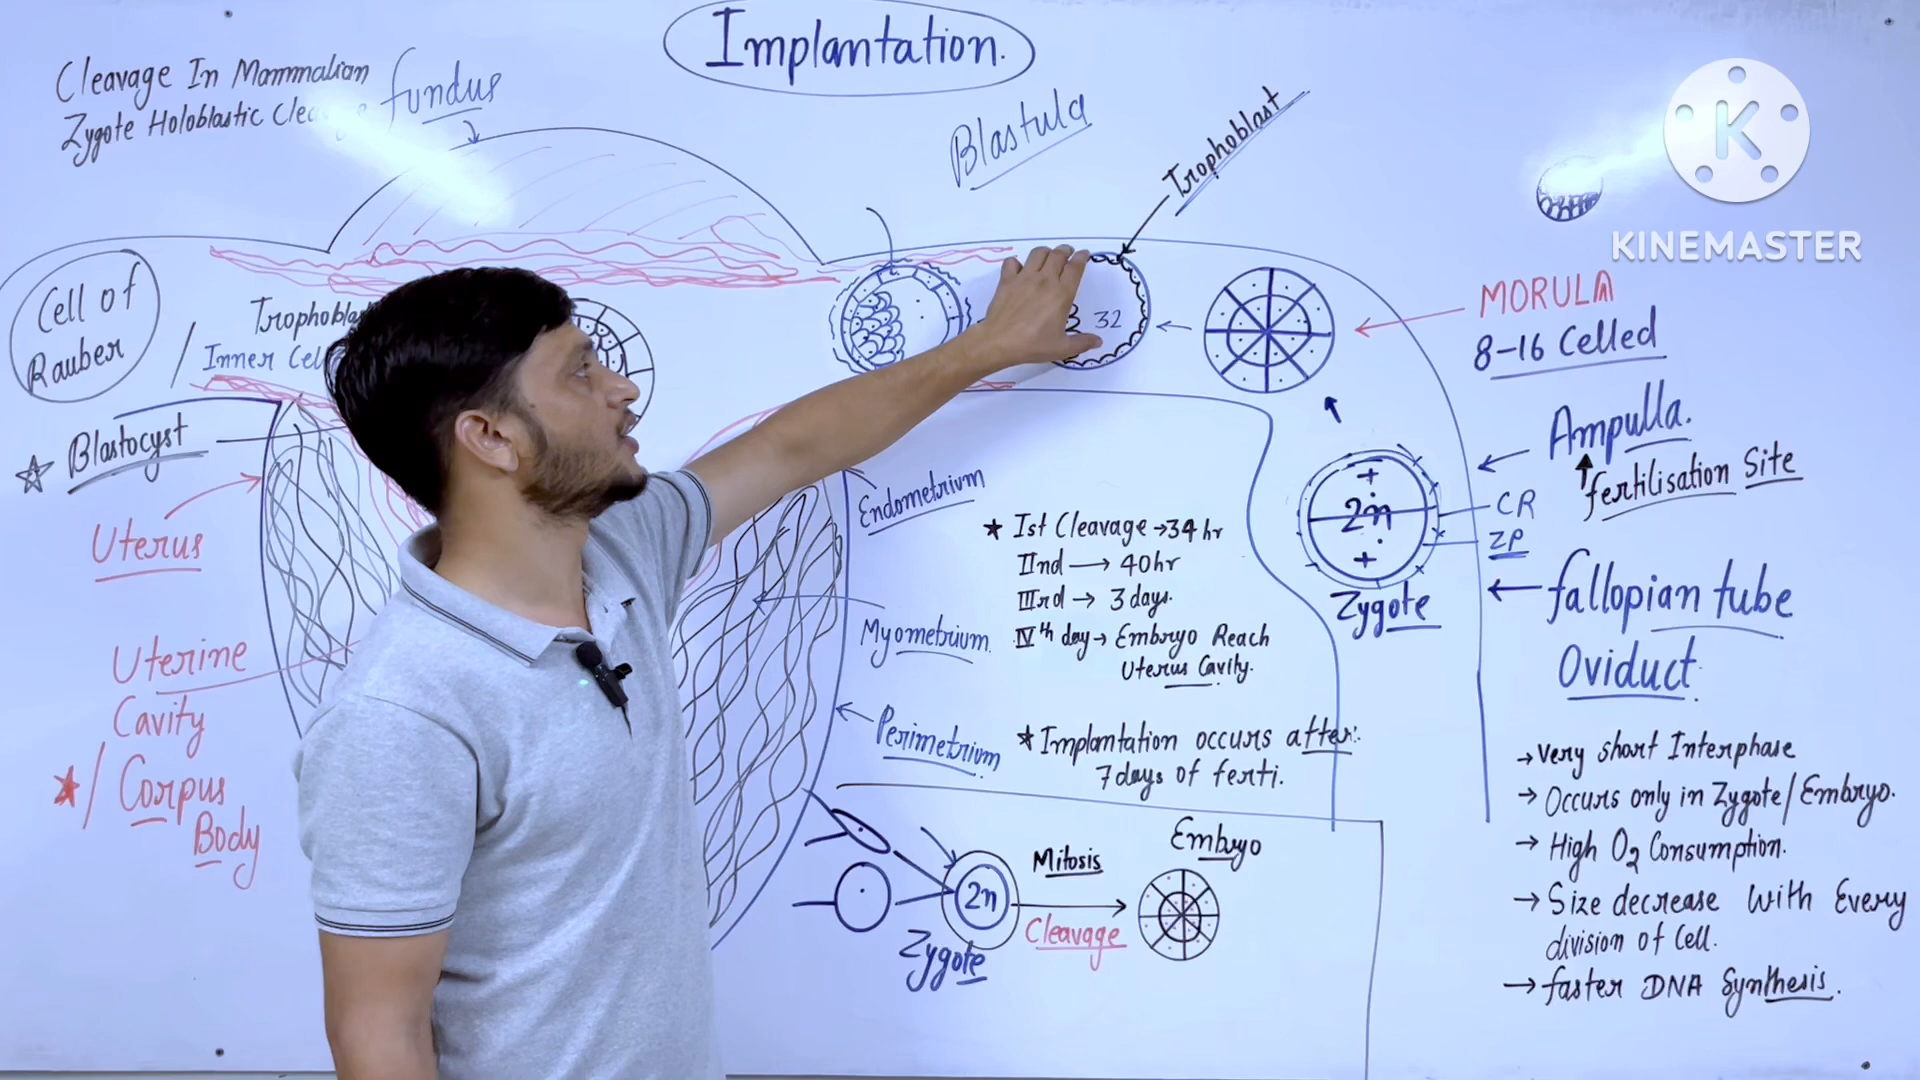 Implantation.
Cleavage In Mammalian
Zygote Holoblastic
fundus
Blastula
Trophoblast
K
KINEMASTER
Cell of
Rauber
Inner
32
MORULA
8-16 Celled
Ampulla.
fertilisation Site
Blastocyst
Uterus
Endometrium
Ist Cleavage → 34 hr
IInd → 40hr
IIIrd → 3 days.
IVth day → Embryo Reach
Uterus Cavity.
+
2n
+
CR
ZP
Zygote
fallopian tube
Oviduct
Uterine
Cavity
/ Corpus
Body
Myometrium
Perimetrium
Implantation occurs after:
7days of ferti.
→ Very short Interphase
→ Occurs only in Zygote/Embryo.
→ High O2 Consumption.
→ Size decrease With Every
division of Cell.
→ faster DNA Synthesis.
2n
Zygote
Mitosis
Cleavage
Embryo